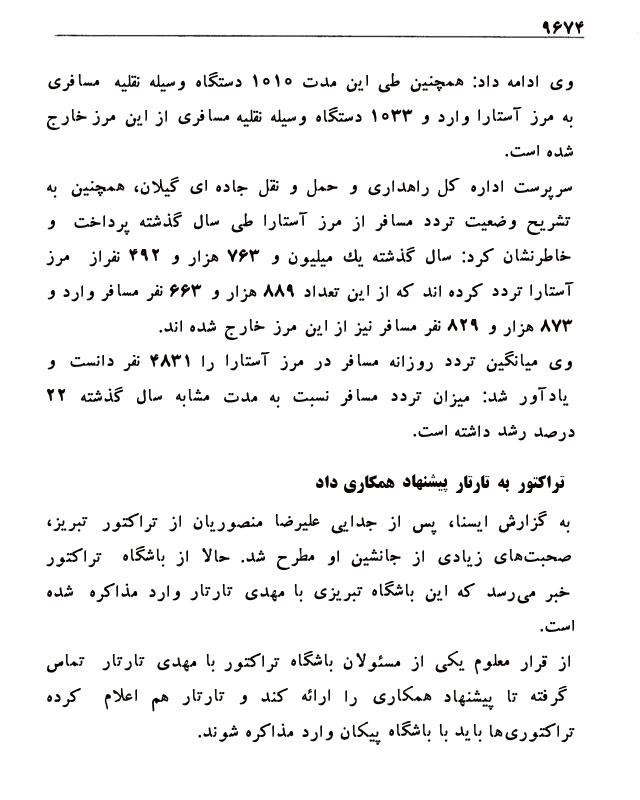 ۹۶۷۴
وی ادامه داد: همچنین طی این مدت ۱۰۱۰ دستگاه وسیله نقلیه مسافری
به مرز آستارا وارد و ۱۰۳۳ دستگاه وسیله نقلیه مسافری از این مرز خارج
شده است.
سرپرست اداره کل راهداری و حمل و نقل جاده ای گیلان، همچنین به
تشریح وضعیت تردد مسافر از مرز آستارا طی سال گذشته پرداخت و
خاطرنشان کرد: سال گذشته یك میلیون و ۷۶۳ هزار و ۴۹۲ نفراز مرز
آستارا تردد کرده اند که از این تعداد ۸۸۹ هزار و ۶۶۳ نفر مسافر وارد و
۸۷۳ هزار و ۸۲۹ نفر مسافر نیز از این مرز خارج شده اند.
وی میانگین تردد روزانه مسافر در مرز آستارا را ۴۸۳۱ نفر دانست و
یادآور شد: میزان تردد مسافر نسبت به مدت مشابه سال گذشته ۲۲
درصد رشد داشته است.
تراکتور به تارتار پیشنهاد همکاری داد
به گزارش ایسنا، پس از جدایی علیرضا منصوریان از تراکتور تبریز،
صحبت‌های زیادی از جانشین او مطرح شد. حالا از باشگاه تراکتور
خبر می‌رسد که این باشگاه تبریزی با مهدی تارتار وارد مذاکره شده
است.
از قرار معلوم یکی از مسئولان باشگاه تراکتور با مهدی تارتار تماس
گرفته تا پیشنهاد همکاری را ارائه کند و تارتار هم اعلام کرده
تراکتوری‌ها باید با باشگاه پیکان وارد مذاکره شوند.